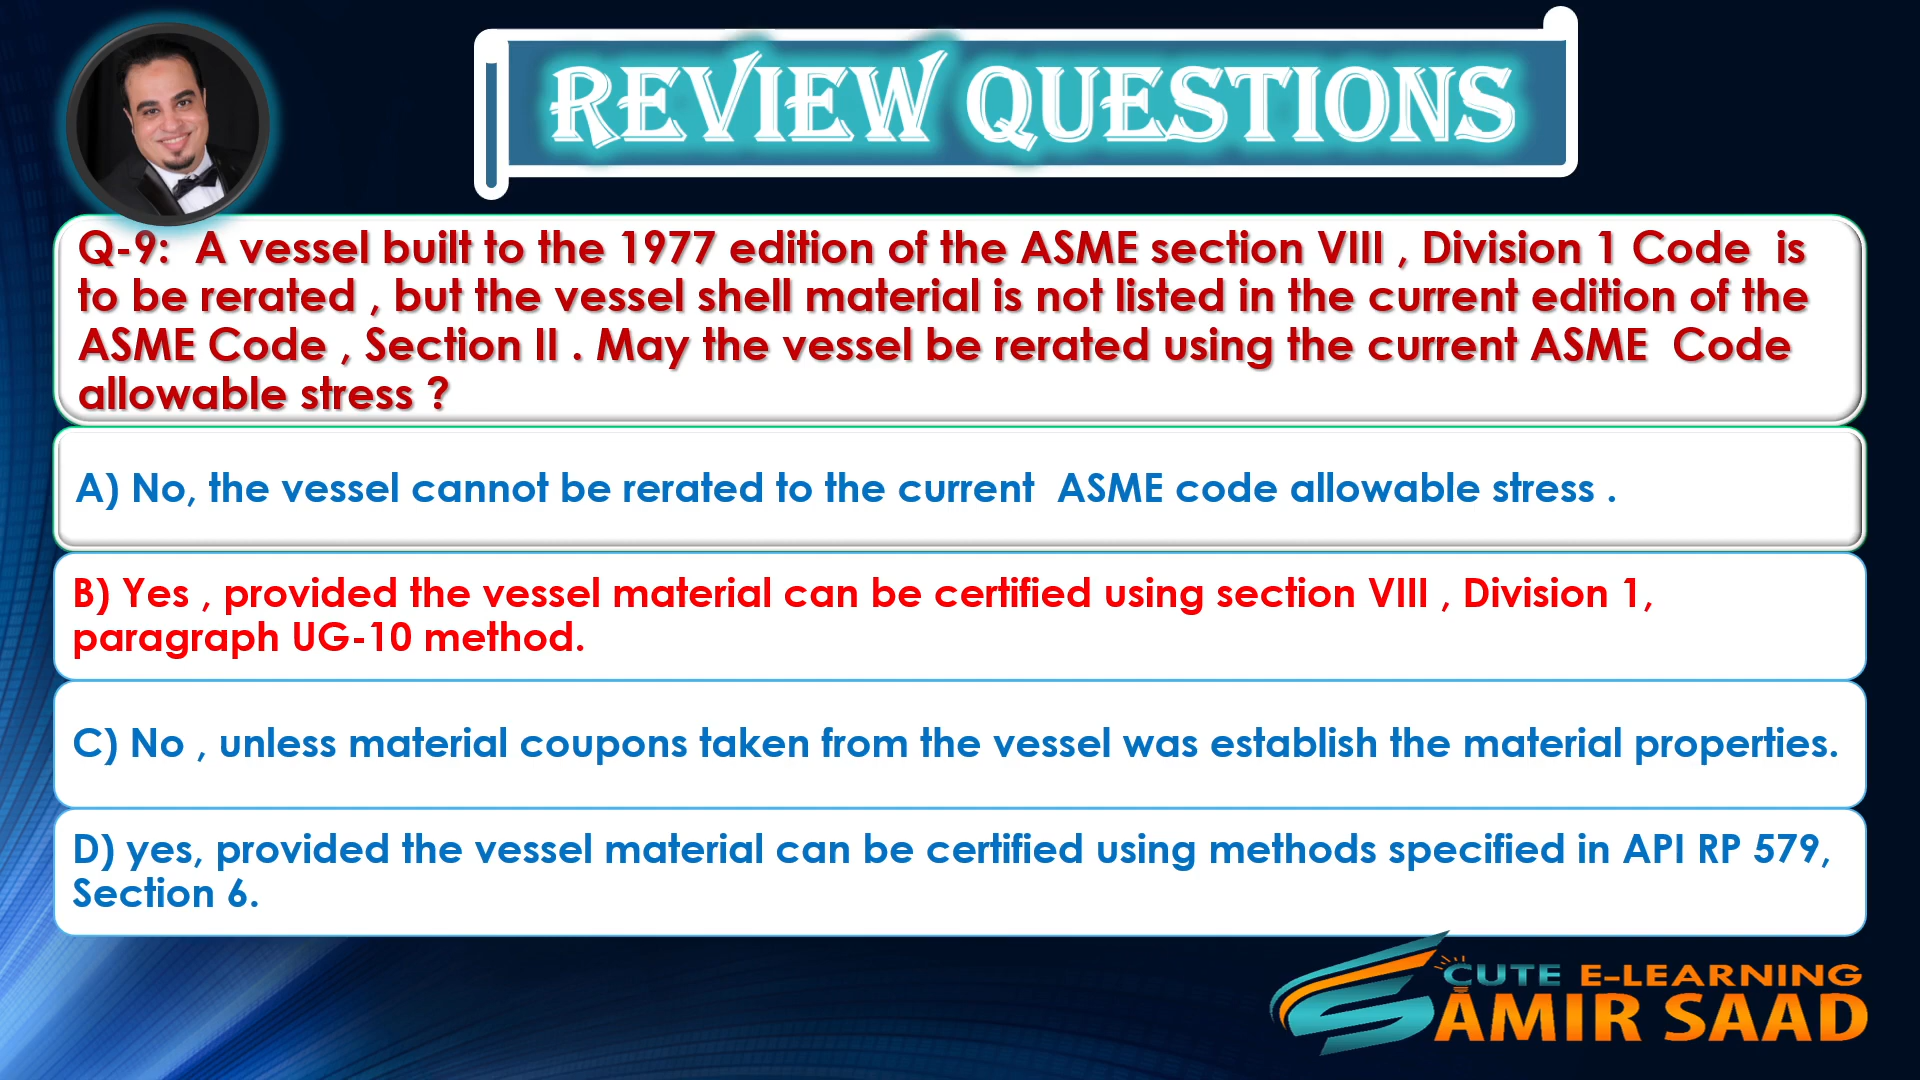 REVIEW QUESTIONS
Q-9:  A vessel built to the 1977 edition of the ASME section VIII , Division 1 Code  is
to be rerated , but the vessel shell material is not listed in the current edition of the
ASME Code , Section II . May the vessel be rerated using the current ASME  Code
allowable stress ?
A) No, the vessel cannot be rerated to the current  ASME code allowable stress .
B) Yes , provided the vessel material can be certified using section VIII , Division 1,
paragraph UG-10 method.
C) No , unless material coupons taken from the vessel was establish the material properties.
D) yes, provided the vessel material can be certified using methods specified in API RP 579,
Section 6.
CUTE E-LEARNING
AMIR SAAD